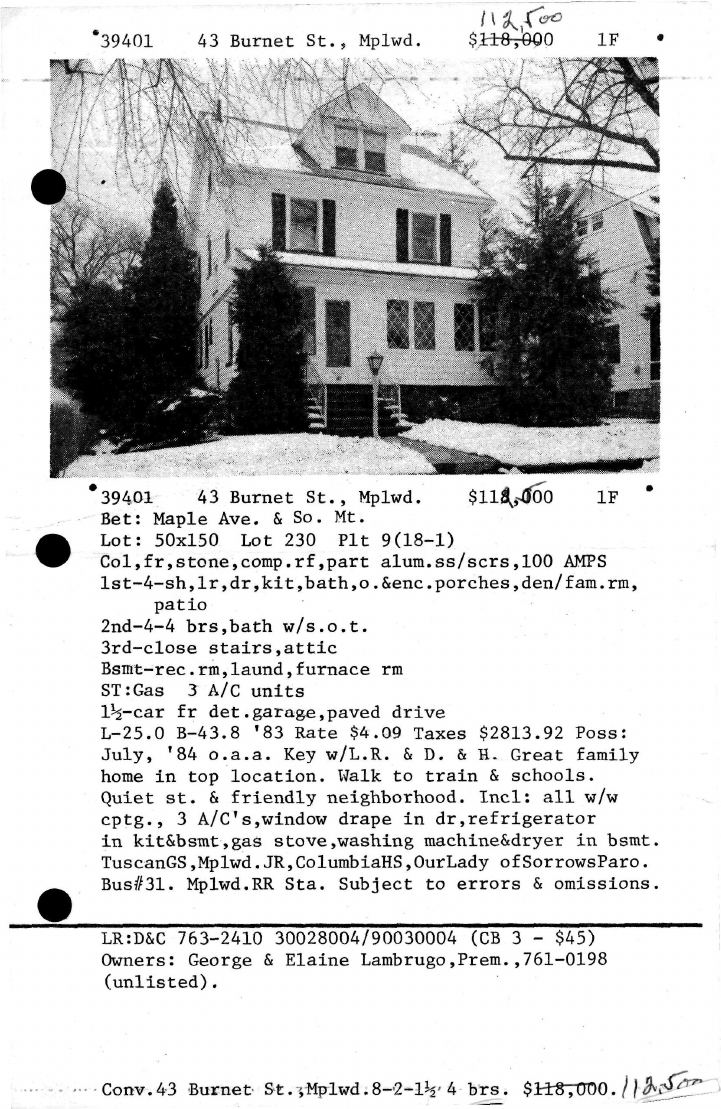 112,500
39401 43 Burnet St., Mplwd. $118,000 1F
39401 43 Burnet St., Mplwd. $112,500 1F
Bet: Maple Ave. & So. Mt.
Lot: 50x150 Lot 230 Plt 9(18-1)
Col,fr,stone,comp.rf,part alum.ss/scrs,100 AMPS
1st-4-sh,lr,dr,kit,bath,o.&enc.porches,den/fam.rm,
patio
2nd-4-4 brs,bath w/s.o.t.
3rd-close stairs,attic
Bsmt-rec.rm,laund,furnace rm
ST:Gas 3 A/C units
1½-car fr det.garage,paved drive
L-25.0 B-43.8 '83 Rate $4.09 Taxes $2813.92 Poss:
July, '84 o.a.a. Key w/L.R. & D. & H. Great family
home in top location. Walk to train & schools.
Quiet st. & friendly neighborhood. Incl: all w/w
cptg., 3 A/C's,window drape in dr,refrigerator
in kit&bsmt,gas stove,washing machine&dryer in bsmt.
TuscanGS,Mplwd.JR,ColumbiaHS,OurLady ofSorrowsParo.
Bus#31. Mplwd.RR Sta. Subject to errors & omissions.
LR:D&C 763-2410 30028004/90030004 (CB 3 - $45)
Owners: George & Elaine Lambrugo,Prem.,761-0198
(unlisted).
Conv.43 Burnet St.,Mplwd.8-2-1½ 4 brs. $118,000. 112,500